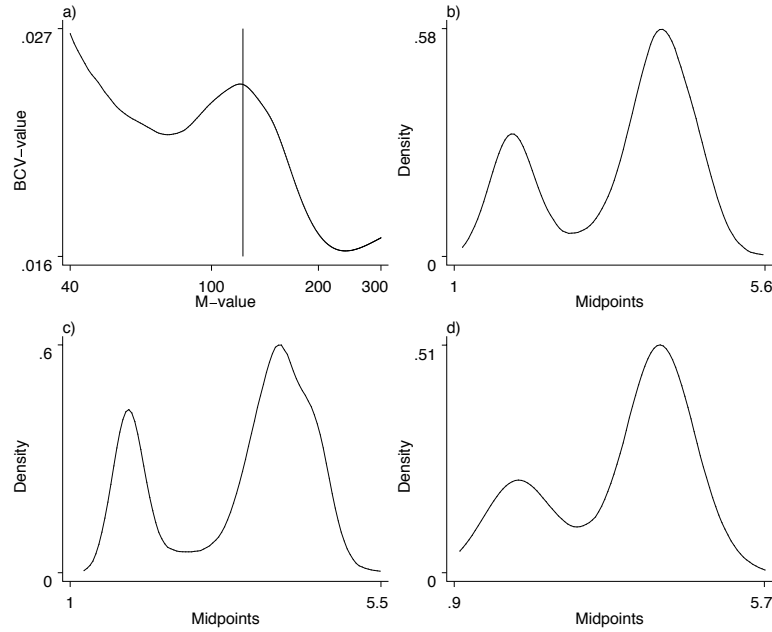 a)
.027
BCV-value
.016
40
100
200
300
M-value
b)
.58
Density
0
1
5.6
Midpoints
c)
.6
Density
0
1
5.5
Midpoints
d)
.51
Density
0
.9
5.7
Midpoints